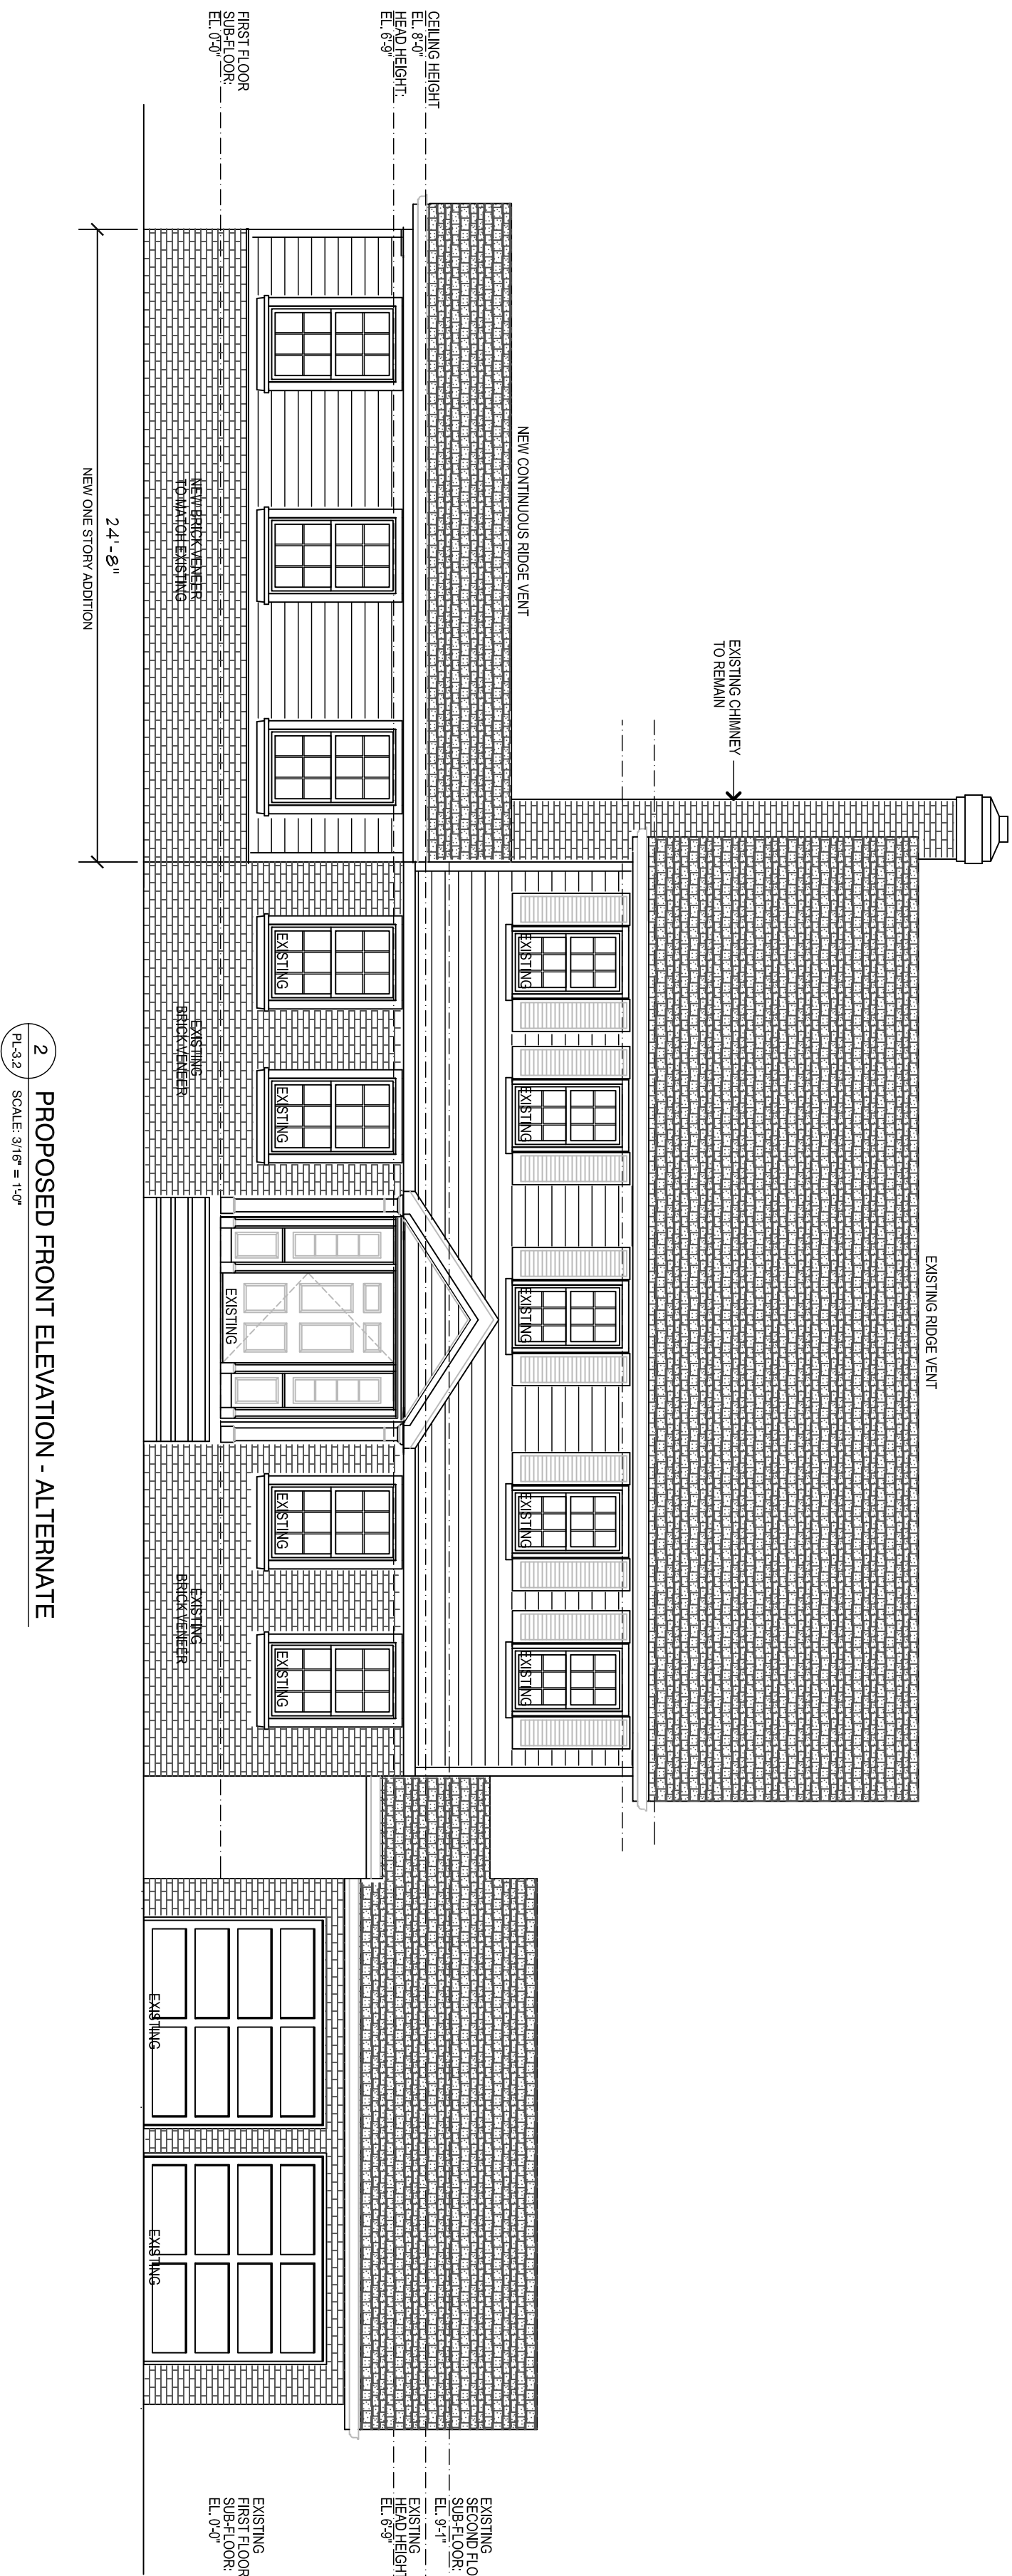 EXISTING CHIMNEY
TO REMAIN
EXISTING RIDGE VENT
NEW CONTINUOUS RIDGE VENT
CEILING HEIGHT
EL. 8'-0"
HEAD HEIGHT:
EL. 6'-9"
FIRST FLOOR
SUB-FLOOR:
EL. 0'-0"
EXISTING
EXISTING
EXISTING
EXISTING
EXISTING
EXISTING
EXISTING
EXISTING
EXISTING
EXISTING
NEW BRICK VENEER
TO MATCH EXISTING
EXISTING
BRICK VENEER
EXISTING
BRICK VENEER
EXISTING
EXISTING
EXISTING
SECOND FLO
SUB-FLOOR:
EL. 9'-1"
EXISTING
HEAD HEIGHT
EL. 6'-9"
EXISTING
FIRST FLOOR
SUB-FLOOR:
EL. 0'-0"
24'-8"
NEW ONE STORY ADDITION
2
PL-3.2
PROPOSED FRONT ELEVATION - ALTERNATE
SCALE: 3/16" = 1'-0"